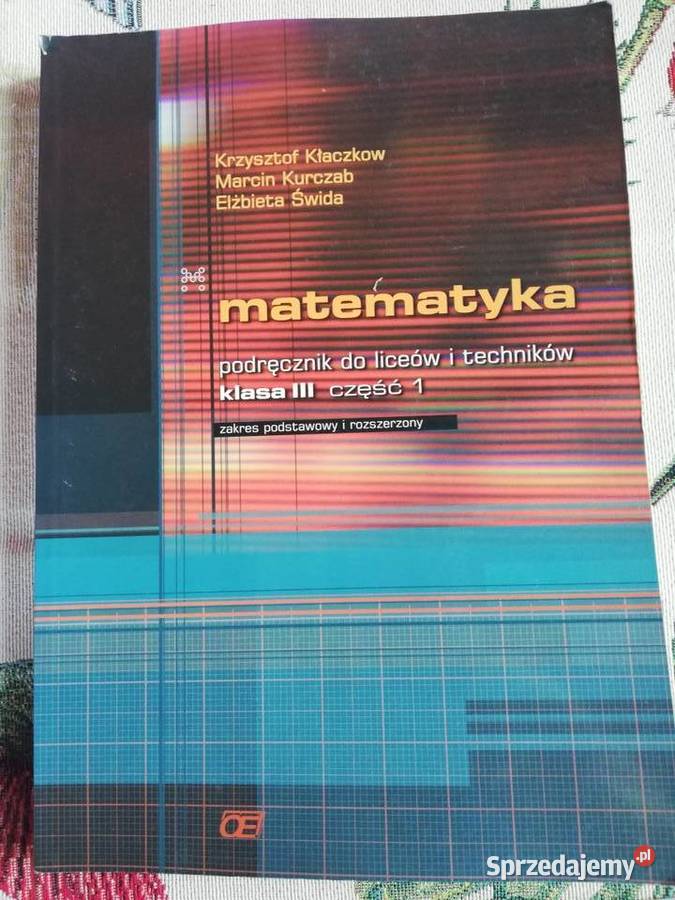 Krzysztof Kłaczkow
Marcin Kurczab
Elżbieta Świda
matematyka
podręcznik do liceów i techników
klasa III część 1
zakres podstawowy i rozszerzony
OE
Sprzedajemy.pl